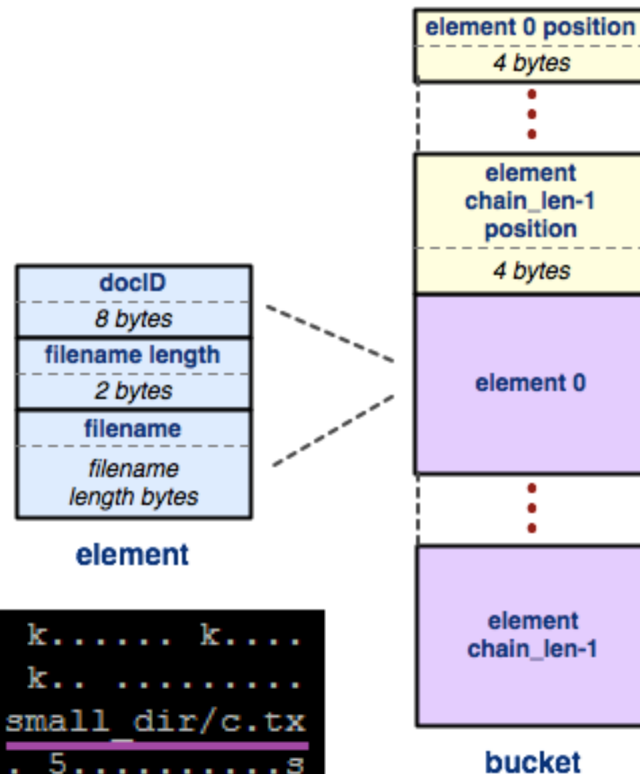 element 0 position
4 bytes
element
chain_len-1
position
4 bytes
docID
8 bytes
filename length
2 bytes
filename
filename
length bytes
element
element 0
element
chain_len-1
bucket
k...... k....
k.. .........
small_dir/c.tx
. 5..........s